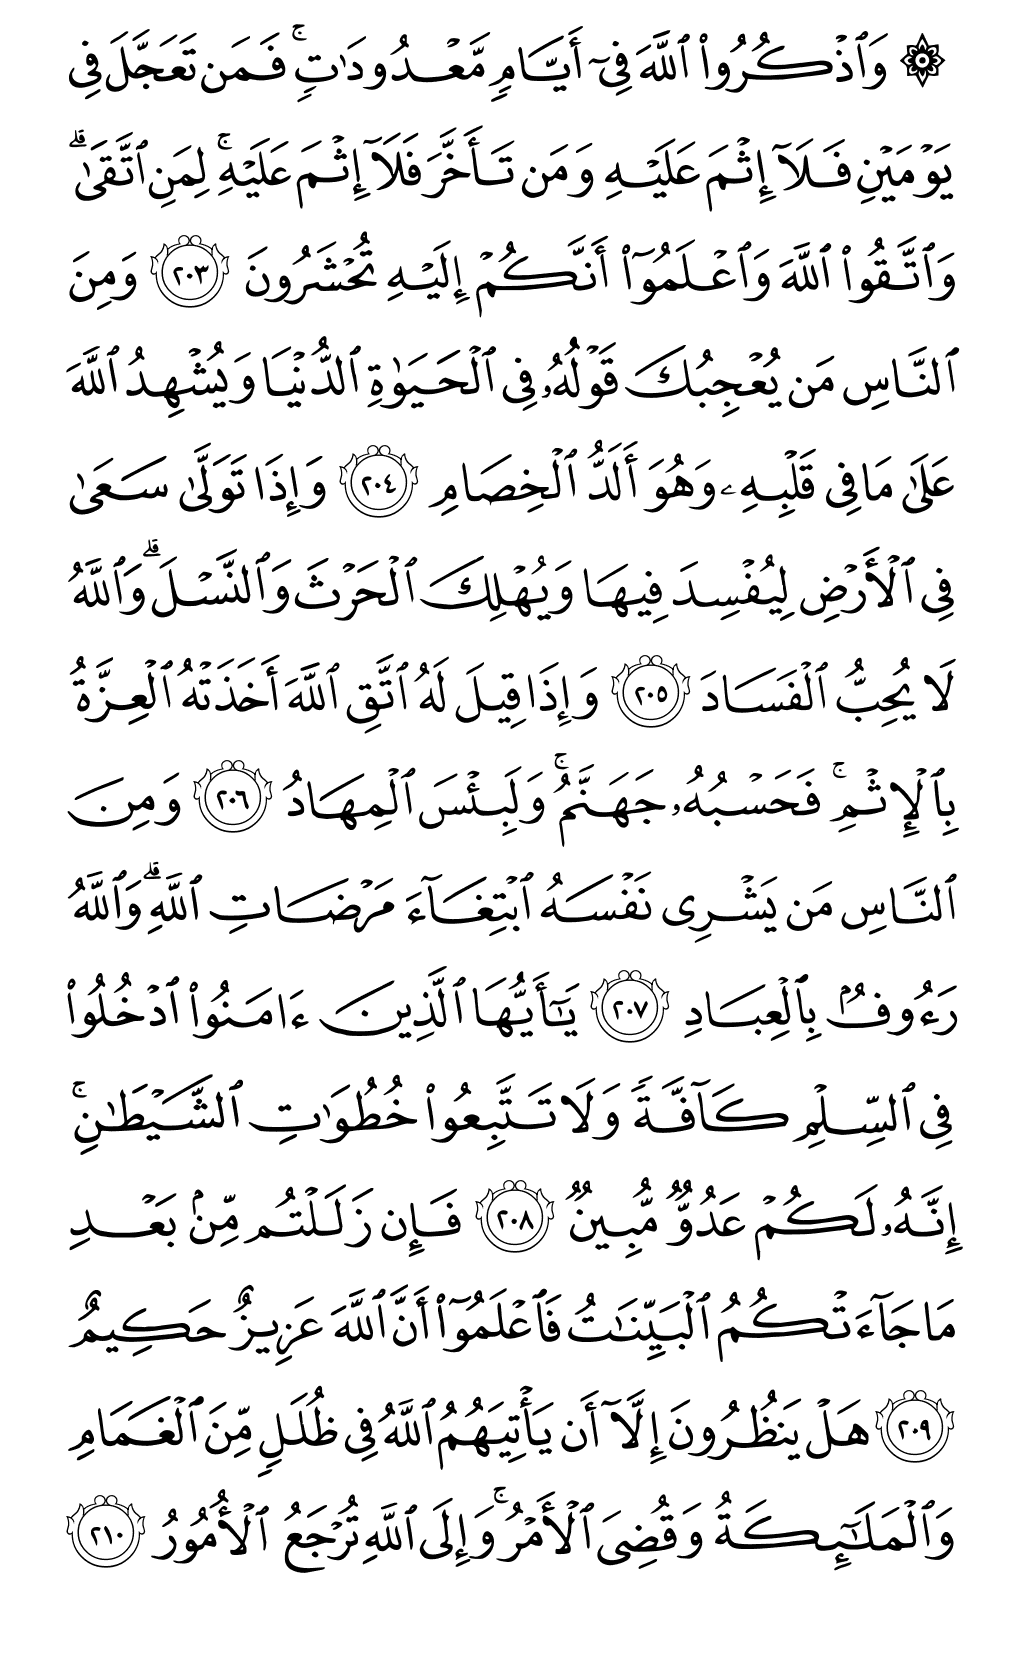 ۞ وَٱذْكُرُوا۟ ٱللَّهَ فِىٓ أَيَّامٍ مَّعْدُودَٰتٍ ۚ فَمَن تَعَجَّلَ فِى
يَوْمَيْنِ فَلَآ إِثْمَ عَلَيْهِ وَمَن تَأَخَّرَ فَلَآ إِثْمَ عَلَيْهِ ۚ لِمَنِ ٱتَّقَىٰ ۗ
وَٱتَّقُوا۟ ٱللَّهَ وَٱعْلَمُوٓا۟ أَنَّكُمْ إِلَيْهِ تُحْشَرُونَ ٢٠٣ وَمِنَ
ٱلنَّاسِ مَن يُعْجِبُكَ قَوْلُهُۥ فِى ٱلْحَيَوٰةِ ٱلدُّنْيَا وَيُشْهِدُ ٱللَّهَ
عَلَىٰ مَا فِى قَلْبِهِۦ وَهُوَ أَلَدُّ ٱلْخِصَامِ ٢٠٤ وَإِذَا تَوَلَّىٰ سَعَىٰ
فِى ٱلْأَرْضِ لِيُفْسِدَ فِيهَا وَيُهْلِكَ ٱلْحَرْثَ وَٱلنَّسْلَ ۗ وَٱللَّهُ
لَا يُحِبُّ ٱلْفَسَادَ ٢٠٥ وَإِذَا قِيلَ لَهُ ٱتَّقِ ٱللَّهَ أَخَذَتْهُ ٱلْعِزَّةُ
بِٱلْإِثْمِ ۚ فَحَسْبُهُۥ جَهَنَّمُ ۚ وَلَبِئْسَ ٱلْمِهَادُ ٢٠٦ وَمِنَ
ٱلنَّاسِ مَن يَشْرِى نَفْسَهُ ٱبْتِغَآءَ مَرْضَاتِ ٱللَّهِ ۗ وَٱللَّهُ
رَءُوفٌۢ بِٱلْعِبَادِ ٢٠٧ يَٰٓأَيُّهَا ٱلَّذِينَ ءَامَنُوا۟ ٱدْخُلُوا۟
فِى ٱلسِّلْمِ كَآفَّةً وَلَا تَتَّبِعُوا۟ خُطُوَٰتِ ٱلشَّيْطَٰنِ ۚ
إِنَّهُۥ لَكُمْ عَدُوٌّ مُّبِينٌ ٢٠٨ فَإِن زَلَلْتُم مِّنۢ بَعْدِ
مَا جَآءَتْكُمُ ٱلْبَيِّنَٰتُ فَٱعْلَمُوٓا۟ أَنَّ ٱللَّهَ عَزِيزٌ حَكِيمٌ
٢٠٩ هَلْ يَنظُرُونَ إِلَّآ أَن يَأْتِيَهُمُ ٱللَّهُ فِى ظُلَلٍ مِّنَ ٱلْغَمَامِ
وَٱلْمَلَٰٓئِكَةُ وَقُضِىَ ٱلْأَمْرُ ۚ وَإِلَى ٱللَّهِ تُرْجَعُ ٱلْأُمُورُ ٢١٠